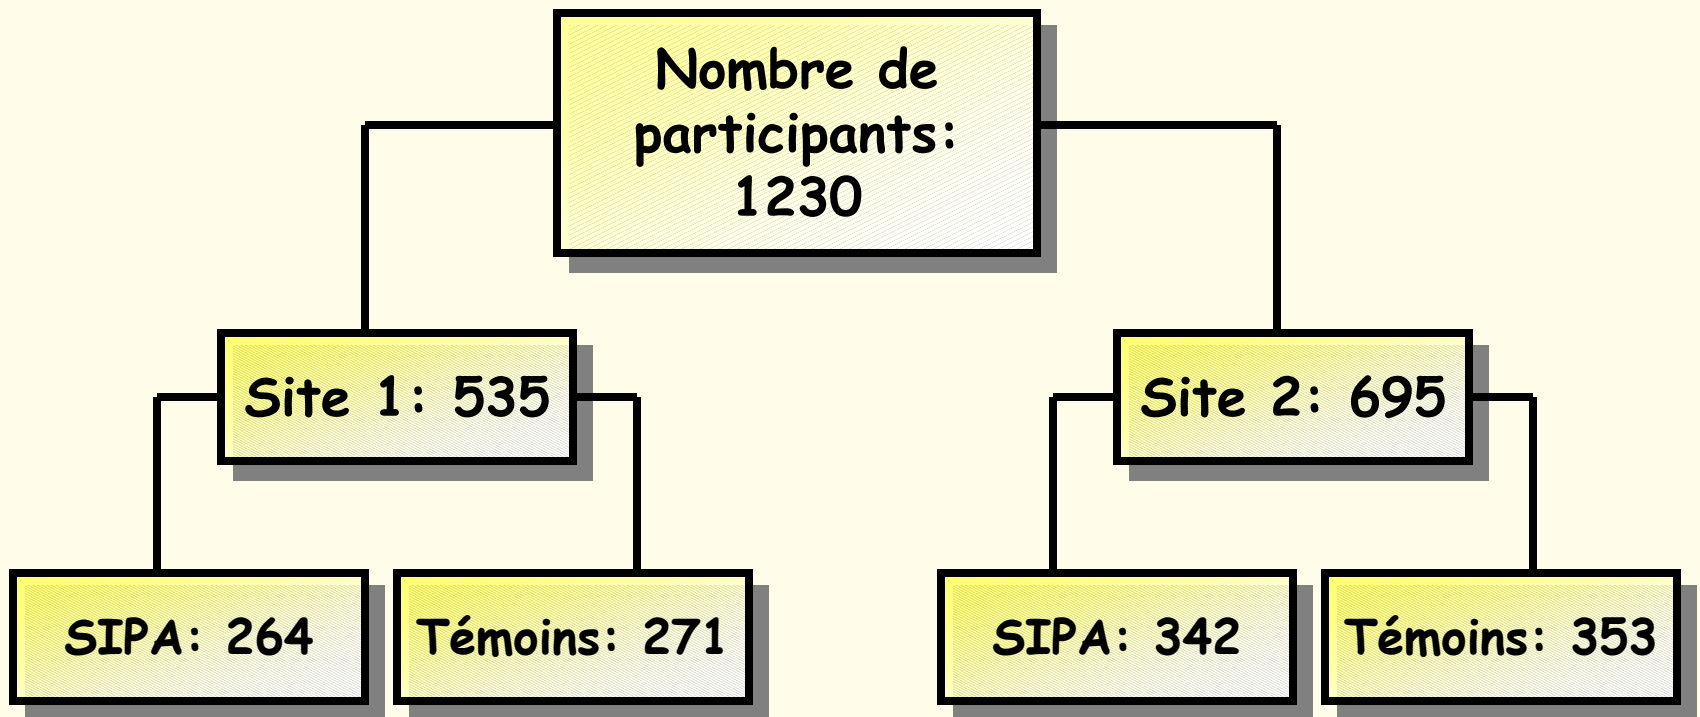 Nombre de
participants:
1230
Site 1: 535
Site 2: 695
SIPA: 264
Témoins: 271
SIPA: 342
Témoins: 353